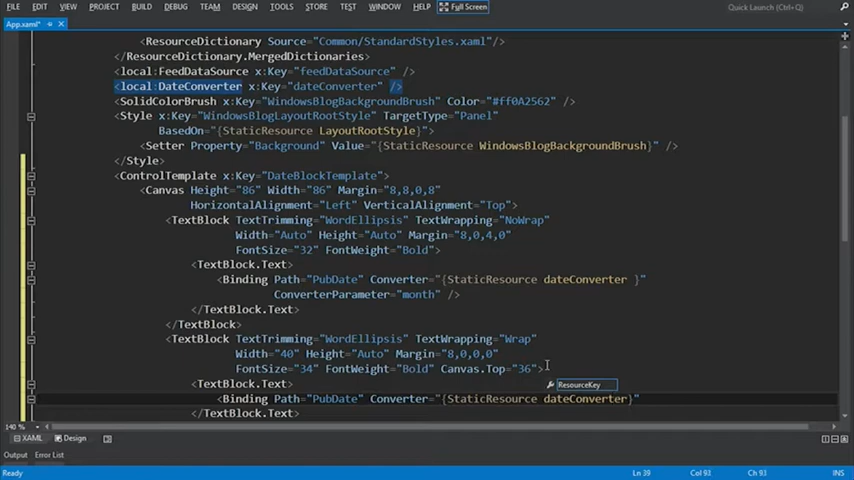 FILE EDIT VIEW PROJECT BUILD DEBUG TEAM DESIGN TOOLS STORE TEST WINDOW HELP Full Screen Quick Launch (Ctrl+Q)
App.xaml*
<ResourceDictionary Source="Common/StandardStyles.xaml"/>
</ResourceDictionary.MergedDictionaries>
<local:FeedDataSource x:Key="feedDataSource" />
<local:DateConverter x:Key="dateConverter" />
<SolidColorBrush x:Key="WindowsBlogBackgroundBrush" Color="#ff0A2562" />
<Style x:Key="WindowsBlogLayoutRootStyle" TargetType="Panel"
BasedOn="{StaticResource LayoutRootStyle}">
<Setter Property="Background" Value="{StaticResource WindowsBlogBackgroundBrush}" />
</Style>
<ControlTemplate x:Key="DateBlockTemplate">
<Canvas Height="86" Width="86" Margin="8,8,0,8"
HorizontalAlignment="Left" VerticalAlignment="Top">
<TextBlock TextTrimming="WordEllipsis" TextWrapping="NoWrap"
Width="Auto" Height="Auto" Margin="8,0,4,0"
FontSize="32" FontWeight="Bold">
<TextBlock.Text>
<Binding Path="PubDate" Converter="{StaticResource dateConverter }"
ConverterParameter="month" />
</TextBlock.Text>
</TextBlock>
<TextBlock TextTrimming="WordEllipsis" TextWrapping="Wrap"
Width="40" Height="Auto" Margin="8,0,0,0"
FontSize="34" FontWeight="Bold" Canvas.Top="36">
<TextBlock.Text>
ResourceKey
<Binding Path="PubDate" Converter="{StaticResource dateConverter}"
</TextBlock.Text>
140 %
XAML Design
Output Error List
Ready Ln 39 Col 93 Ch 93 INS